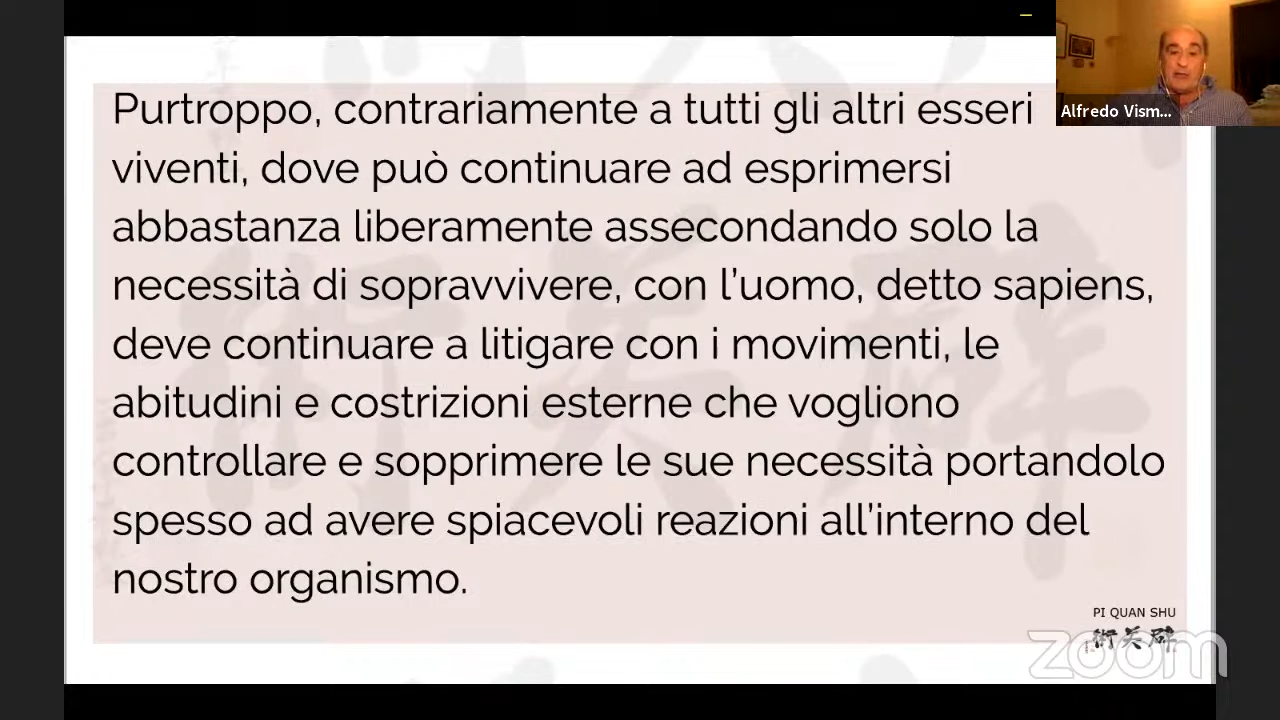 Purtroppo, contrariamente a tutti gli altri esseri
viventi, dove può continuare ad esprimersi
abbastanza liberamente assecondando solo la
necessità di sopravvivere, con l’uomo, detto sapiens,
deve continuare a litigare con i movimenti, le
abitudini e costrizioni esterne che vogliono
controllare e sopprimere le sue necessità portandolo
spesso ad avere spiacevoli reazioni all’interno del
nostro organismo.
Alfredo Vism...
PI QUAN SHU
zoom